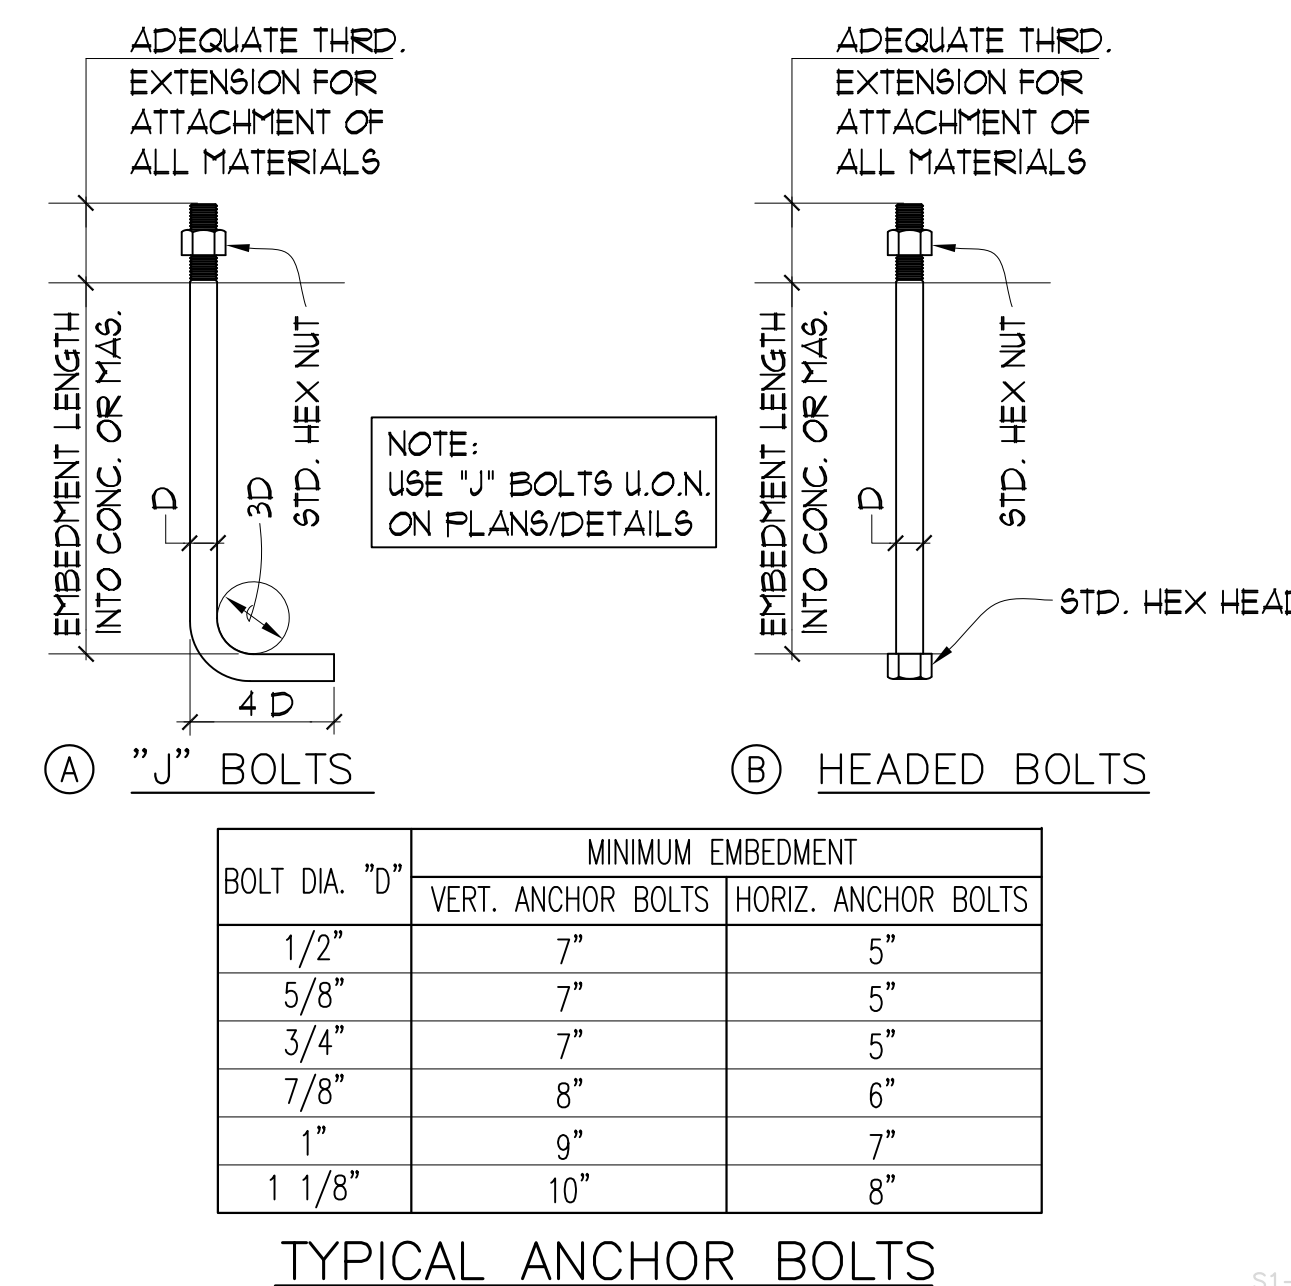 ADEQUATE THRD.
EXTENSION FOR
ATTACHMENT OF
ALL MATERIALS
EMBEDMENT LENGTH
INTO CONC. OR MAS.
D
3D
STD. HEX NUT
4 D
A "J" BOLTS
NOTE:
USE "J" BOLTS U.O.N.
ON PLANS/DETAILS
ADEQUATE THRD.
EXTENSION FOR
ATTACHMENT OF
ALL MATERIALS
EMBEDMENT LENGTH
INTO CONC. OR MAS.
D
STD. HEX NUT
STD. HEX HEAD
B HEADED BOLTS
BOLT DIA. "D"
MINIMUM EMBEDMENT
VERT. ANCHOR BOLTS HORIZ. ANCHOR BOLTS
1/2" 7" 5"
5/8" 7" 5"
3/4" 7" 5"
7/8" 8" 6"
1" 9" 7"
1 1/8" 10" 8"
TYPICAL ANCHOR BOLTS
S1-